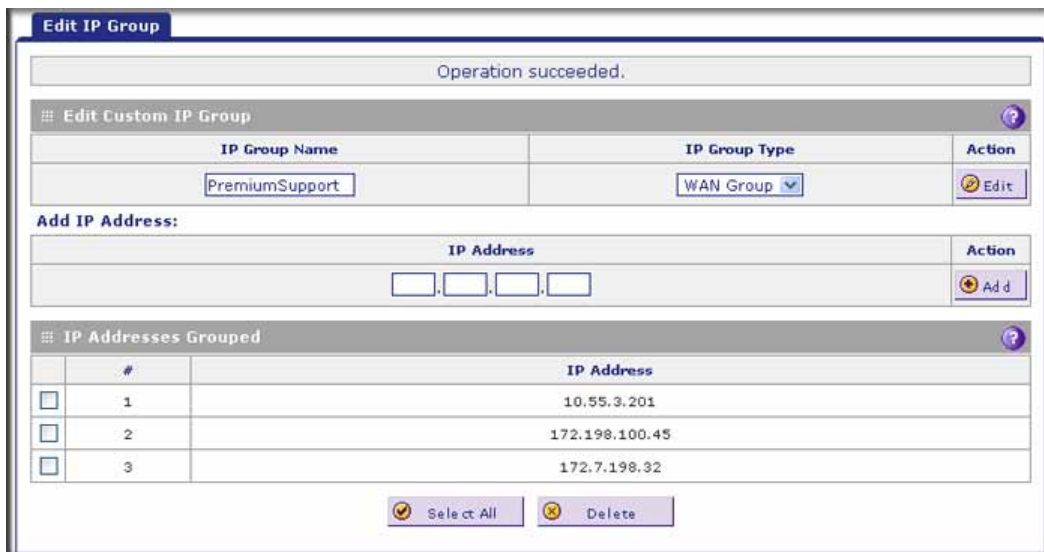 Edit IP Group
Operation succeeded.
Edit Custom IP Group ?
IP Group Name IP Group Type Action
PremiumSupport WAN Group Edit
Add IP Address:
IP Address Action
. . . Add
IP Addresses Grouped ?
# IP Address
1 10.55.3.201
2 172.198.100.45
3 172.7.198.32
Select All Delete